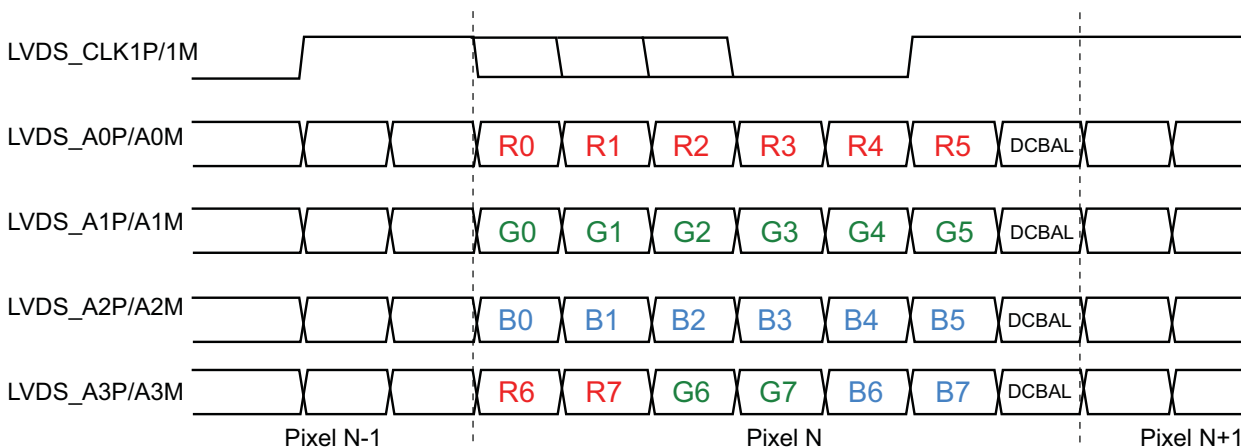 LVDS_CLK1P/1M
LVDS_A0P/A0M R0 R1 R2 R3 R4 R5 DCBAL
LVDS_A1P/A1M G0 G1 G2 G3 G4 G5 DCBAL
LVDS_A2P/A2M B0 B1 B2 B3 B4 B5 DCBAL
LVDS_A3P/A3M R6 R7 G6 G7 B6 B7 DCBAL
Pixel N-1 Pixel N Pixel N+1